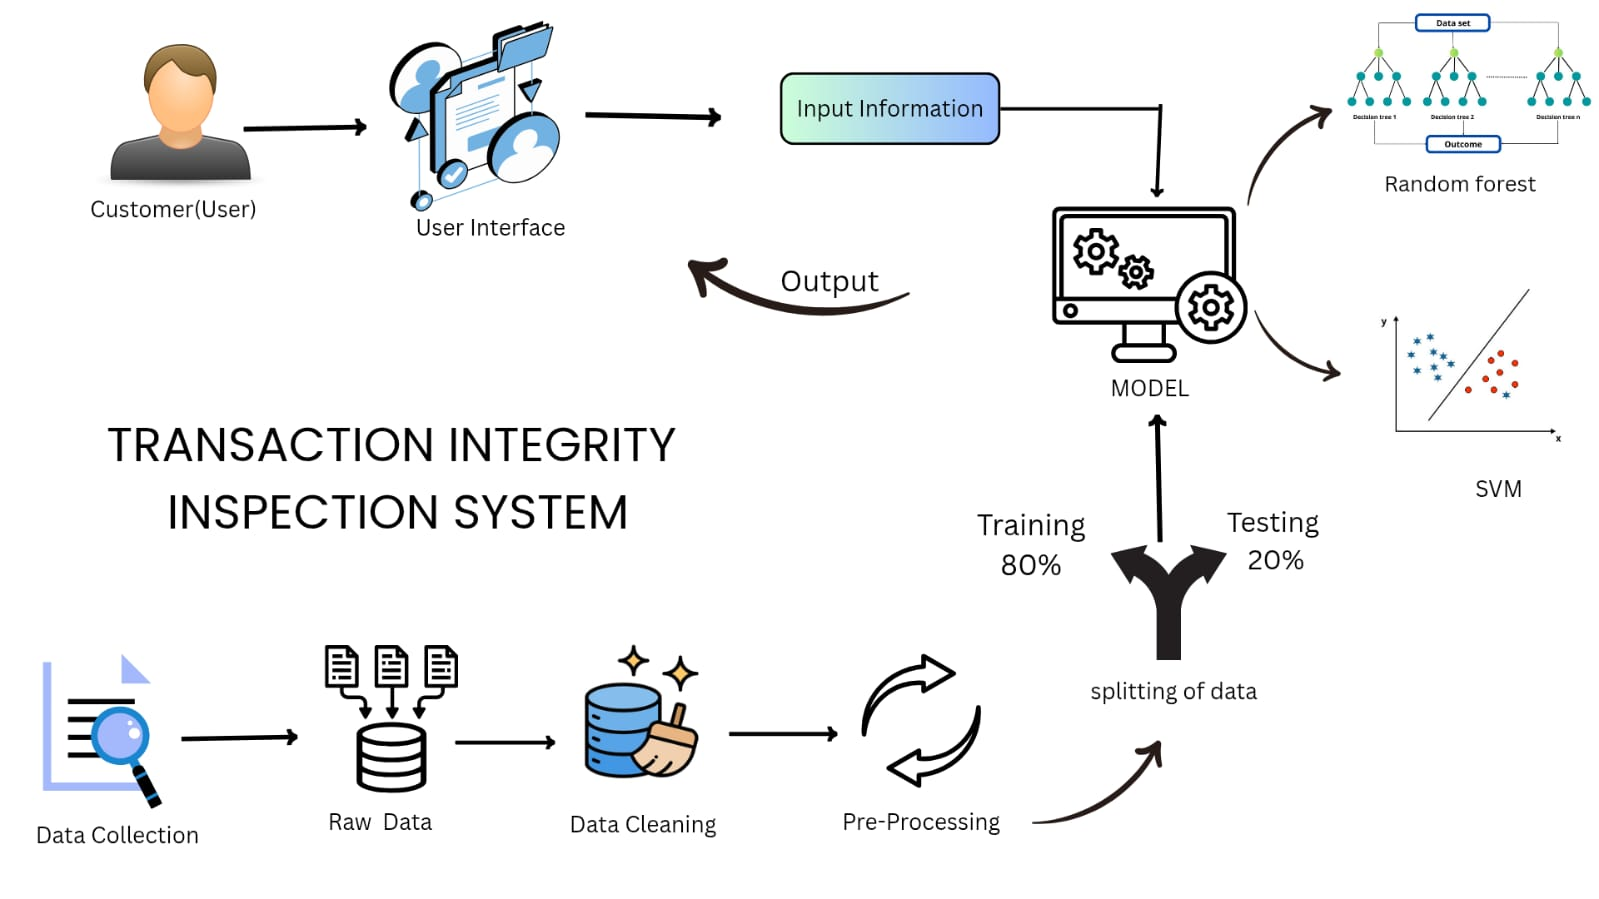 Data set
Decision tree 1
Decision tree 2
Decision tree n
Outcome
Random forest
Input Information
Customer(User)
User Interface
Output
MODEL
y
x
SVM
TRANSACTION INTEGRITY
INSPECTION SYSTEM
Training
80%
Testing
20%
splitting of data
Data Collection
Raw Data
Data Cleaning
Pre-Processing